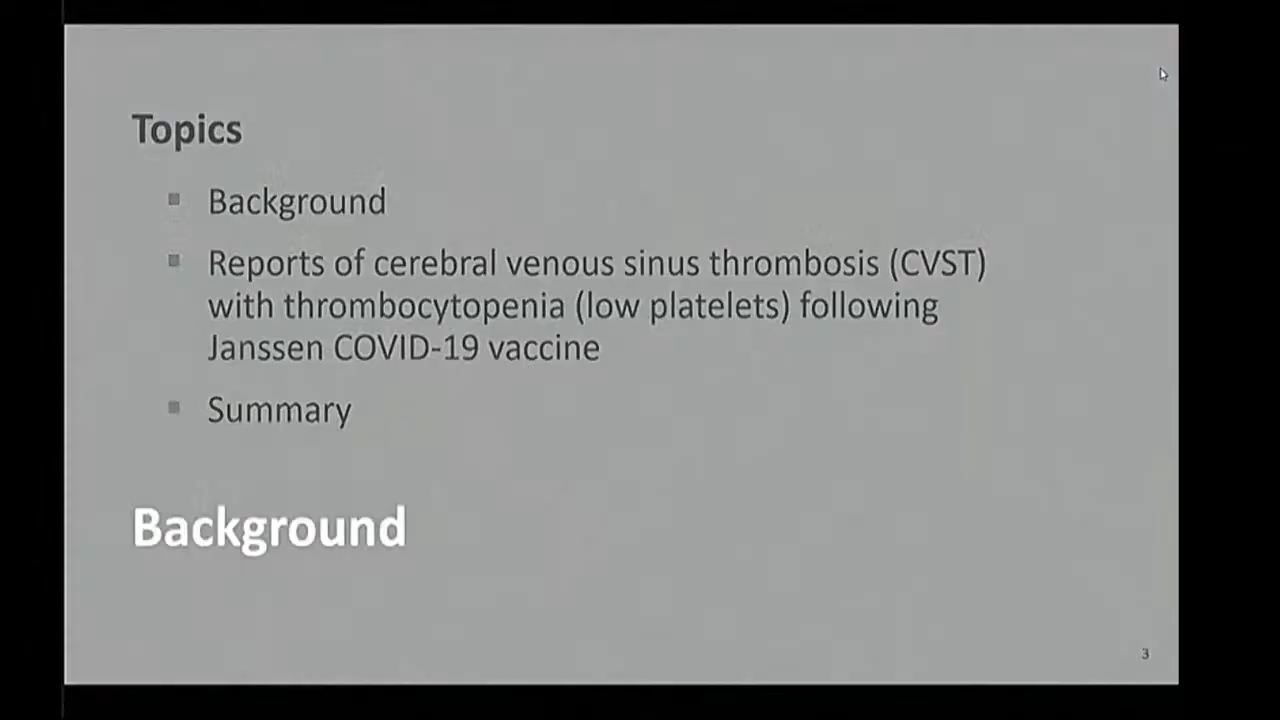 Topics
Background
Reports of cerebral venous sinus thrombosis (CVST)
with thrombocytopenia (low platelets) following
Janssen COVID-19 vaccine
Summary
Background
3